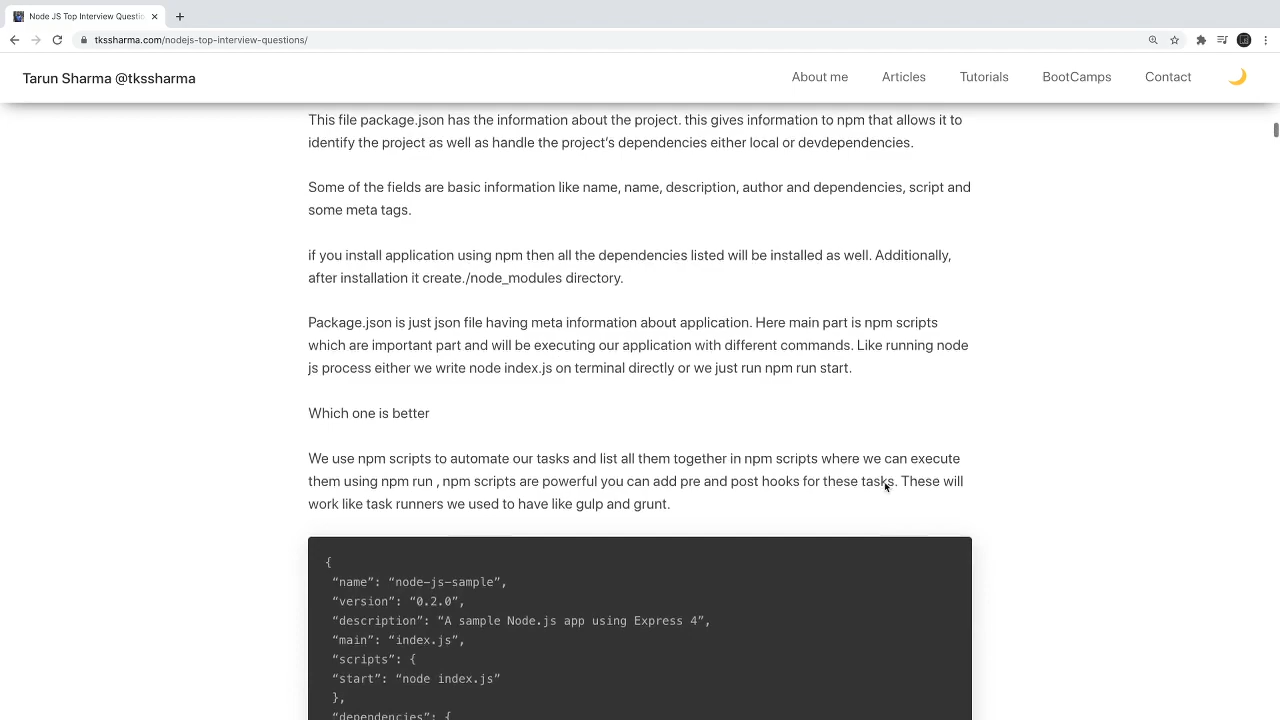 Node JS Top Interview Questio
tkssharma.com/nodejs-top-interview-questions/
Tarun Sharma @tkssharma
About me
Articles
Tutorials
BootCamps
Contact
This file package.json has the information about the project. this gives information to npm that allows it to
identify the project as well as handle the project’s dependencies either local or devdependencies.
Some of the fields are basic information like name, name, description, author and dependencies, script and
some meta tags.
if you install application using npm then all the dependencies listed will be installed as well. Additionally,
after installation it create./node_modules directory.
Package.json is just json file having meta information about application. Here main part is npm scripts
which are important part and will be executing our application with different commands. Like running node
js process either we write node index.js on terminal directly or we just run npm run start.
Which one is better
We use npm scripts to automate our tasks and list all them together in npm scripts where we can execute
them using npm run , npm scripts are powerful you can add pre and post hooks for these tasks. These will
work like task runners we used to have like gulp and grunt.
{
“name”: “node-js-sample”,
“version”: “0.2.0”,
“description”: “A sample Node.js app using Express 4”,
“main”: “index.js”,
“scripts”: {
“start”: “node index.js”
},
“dependencies”: {